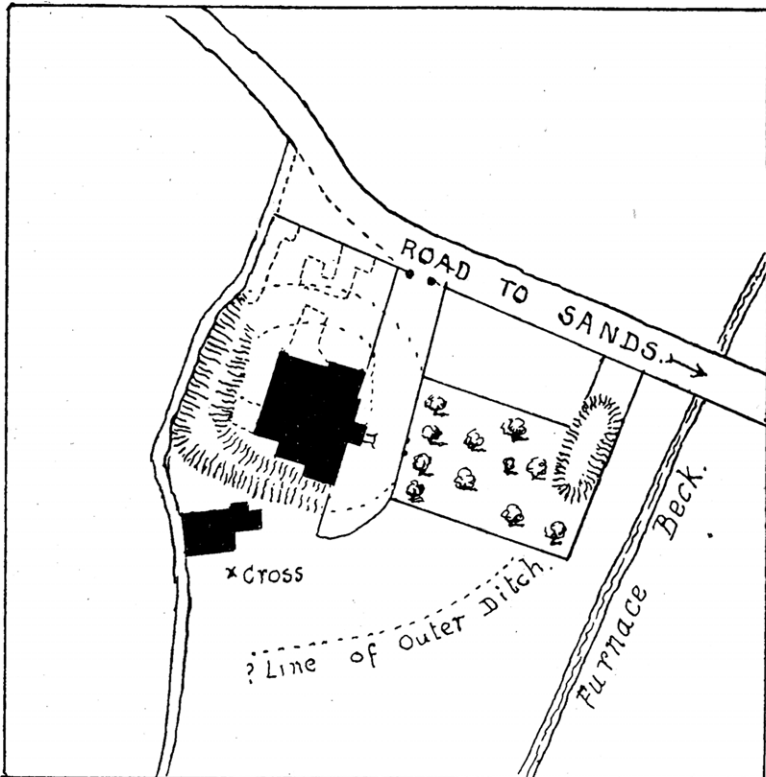 ROAD TO SANDS.
× Cross
? Line of Outer Ditch.
Furnace Beck.